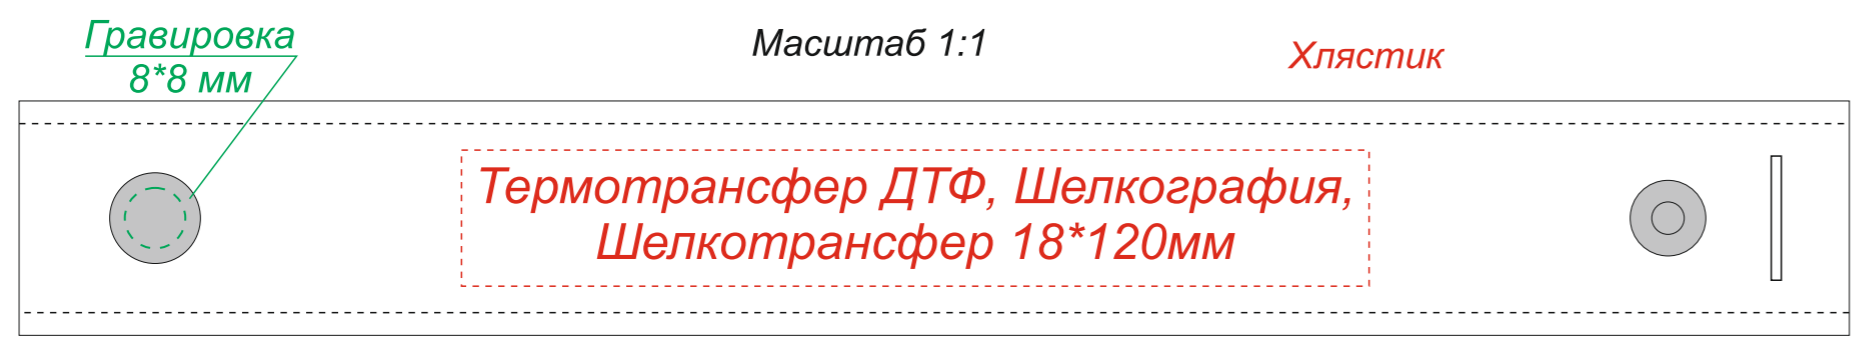 Гравировка
8*8 мм
Масштаб 1:1
Хлястик
Термотрансфер ДТФ, Шелкография,
Шелкотрансфер 18*120мм